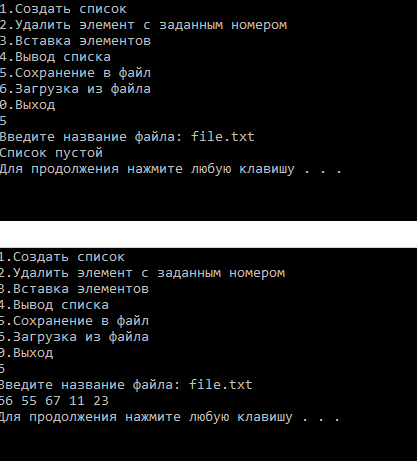 1.Создать список
2.Удалить элемент с заданным номером
3.Вставка элементов
4.Вывод списка
5.Сохранение в файл
6.Загрузка из файла
0.Выход
5
Введите название файла: file.txt
Список пустой
Для продолжения нажмите любую клавишу . . .
1.Создать список
2.Удалить элемент с заданным номером
3.Вставка элементов
4.Вывод списка
5.Сохранение в файл
6.Загрузка из файла
0.Выход
6
Введите название файла: file.txt
66 55 67 11 23
Для продолжения нажмите любую клавишу . . .